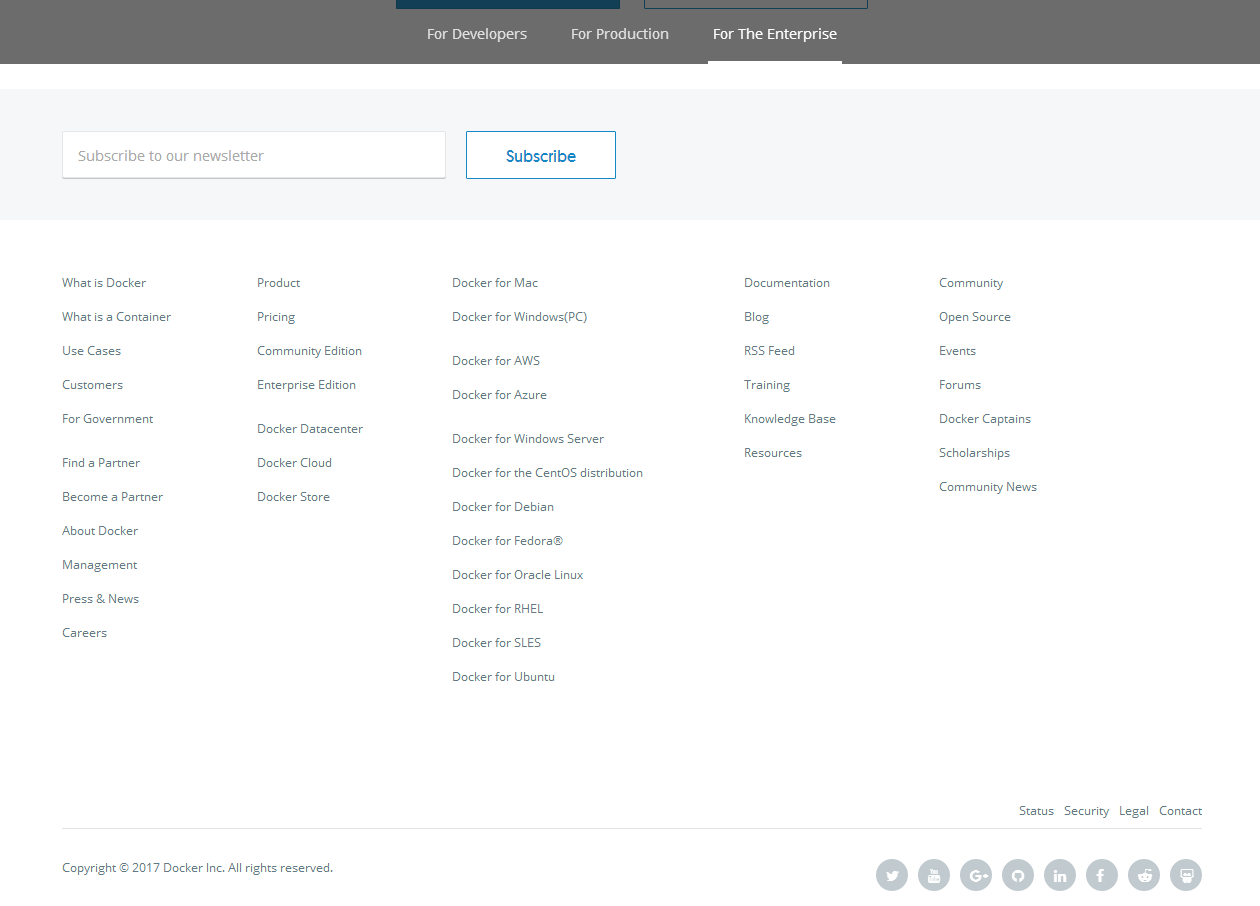 For Developers
For Production
For The Enterprise
Subscribe to our newsletter
Subscribe
What is Docker
What is a Container
Use Cases
Customers
For Government
Find a Partner
Become a Partner
About Docker
Management
Press & News
Careers
Product
Pricing
Community Edition
Enterprise Edition
Docker Datacenter
Docker Cloud
Docker Store
Docker for Mac
Docker for Windows(PC)
Docker for AWS
Docker for Azure
Docker for Windows Server
Docker for the CentOS distribution
Docker for Debian
Docker for Fedora®
Docker for Oracle Linux
Docker for RHEL
Docker for SLES
Docker for Ubuntu
Documentation
Blog
RSS Feed
Training
Knowledge Base
Resources
Community
Open Source
Events
Forums
Docker Captains
Scholarships
Community News
Status Security Legal Contact
Copyright © 2017 Docker Inc. All rights reserved.